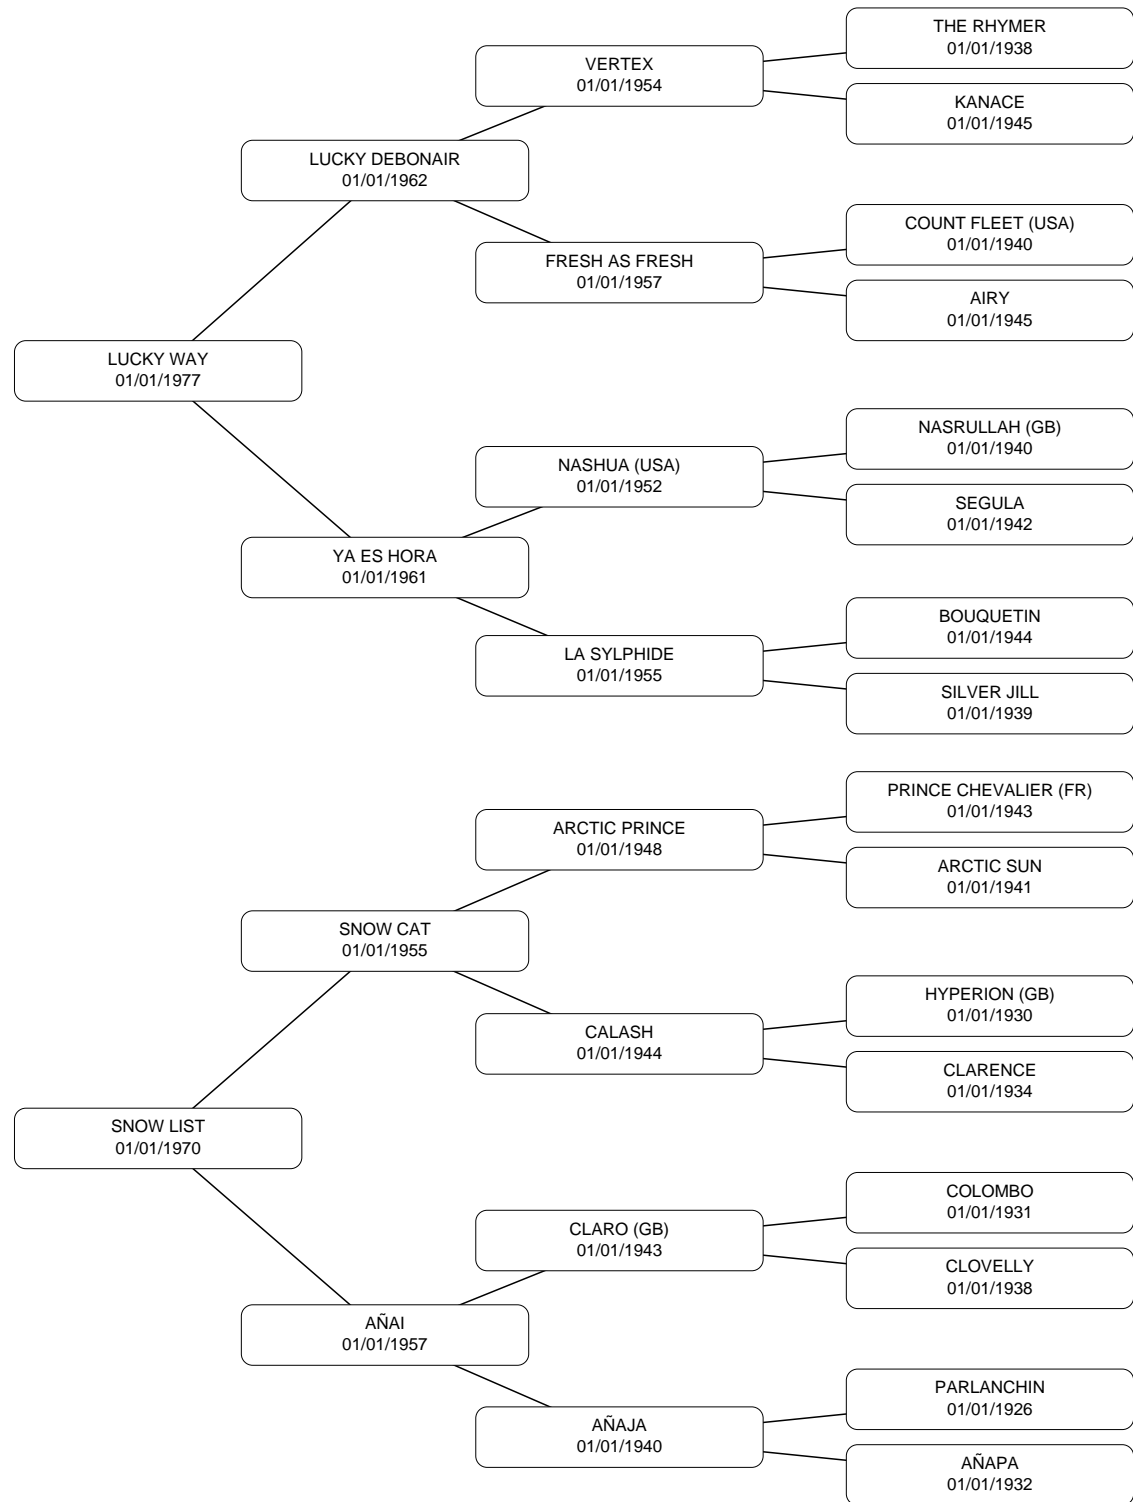 THE RHYMER
01/01/1938
VERTEX
01/01/1954
KANACE
01/01/1945
LUCKY DEBONAIR
01/01/1962
COUNT FLEET (USA)
01/01/1940
FRESH AS FRESH
01/01/1957
AIRY
01/01/1945
LUCKY WAY
01/01/1977
NASRULLAH (GB)
01/01/1940
NASHUA (USA)
01/01/1952
SEGULA
01/01/1942
YA ES HORA
01/01/1961
BOUQUETIN
01/01/1944
LA SYLPHIDE
01/01/1955
SILVER JILL
01/01/1939
PRINCE CHEVALIER (FR)
01/01/1943
ARCTIC PRINCE
01/01/1948
ARCTIC SUN
01/01/1941
SNOW CAT
01/01/1955
HYPERION (GB)
01/01/1930
CALASH
01/01/1944
CLARENCE
01/01/1934
SNOW LIST
01/01/1970
COLOMBO
01/01/1931
CLARO (GB)
01/01/1943
CLOVELLY
01/01/1938
AÑAI
01/01/1957
PARLANCHIN
01/01/1926
AÑAJA
01/01/1940
AÑAPA
01/01/1932